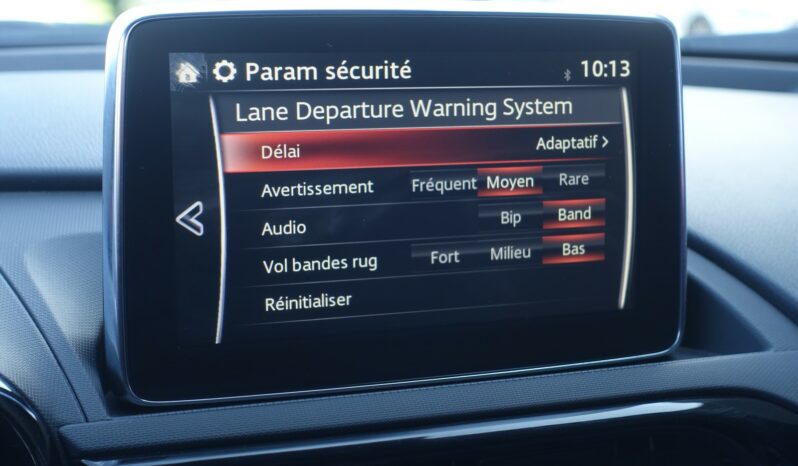 Param sécurité 10:13
Lane Departure Warning System
Délai Adaptatif >
Avertissement Fréquent Moyen Rare
Audio Bip Band
Vol bandes rug Fort Milieu Bas
Réinitialiser